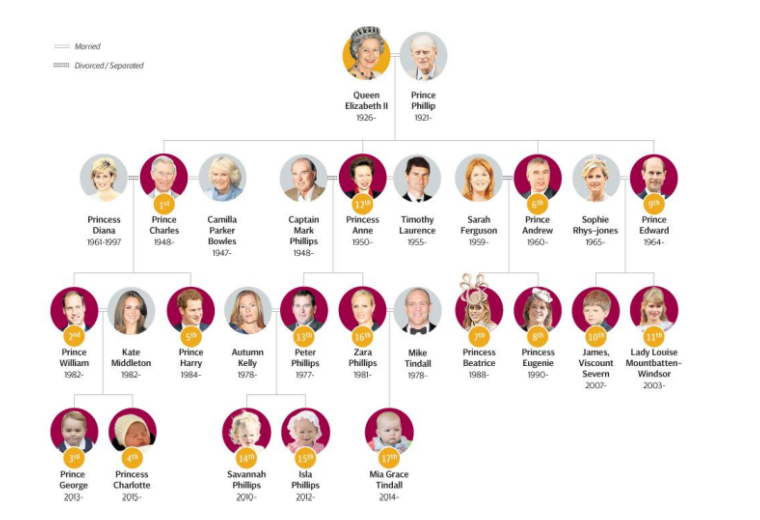 Married
Divorced / Separated
Queen
Elizabeth II
1926-
Prince
Phillip
1921-
1st
12th
6th
9th
Princess
Diana
1961-1997
Prince
Charles
1948-
Camilla
Parker
Bowles
1947-
Captain
Mark
Phillips
1948-
Princess
Anne
1950-
Timothy
Laurence
1955-
Sarah
Ferguson
1959-
Prince
Andrew
1960-
Sophie
Rhys-jones
1965-
Prince
Edward
1964-
2nd
5th
13th
16th
7th
8th
10th
11th
Prince
William
1982-
Kate
Middleton
1982-
Prince
Harry
1984-
Autumn
Kelly
1978-
Peter
Phillips
1977-
Zara
Phillips
1981-
Mike
Tindall
1978-
Princess
Beatrice
1988-
Princess
Eugenie
1990-
James,
Viscount
Severn
2007-
Lady Louise
Mountbatten-
Windsor
2003-
3rd
4th
14th
15th
17th
Prince
George
2013-
Princess
Charlotte
2015-
Savannah
Phillips
2010-
Isla
Phillips
2012-
Mia Grace
Tindall
2014-